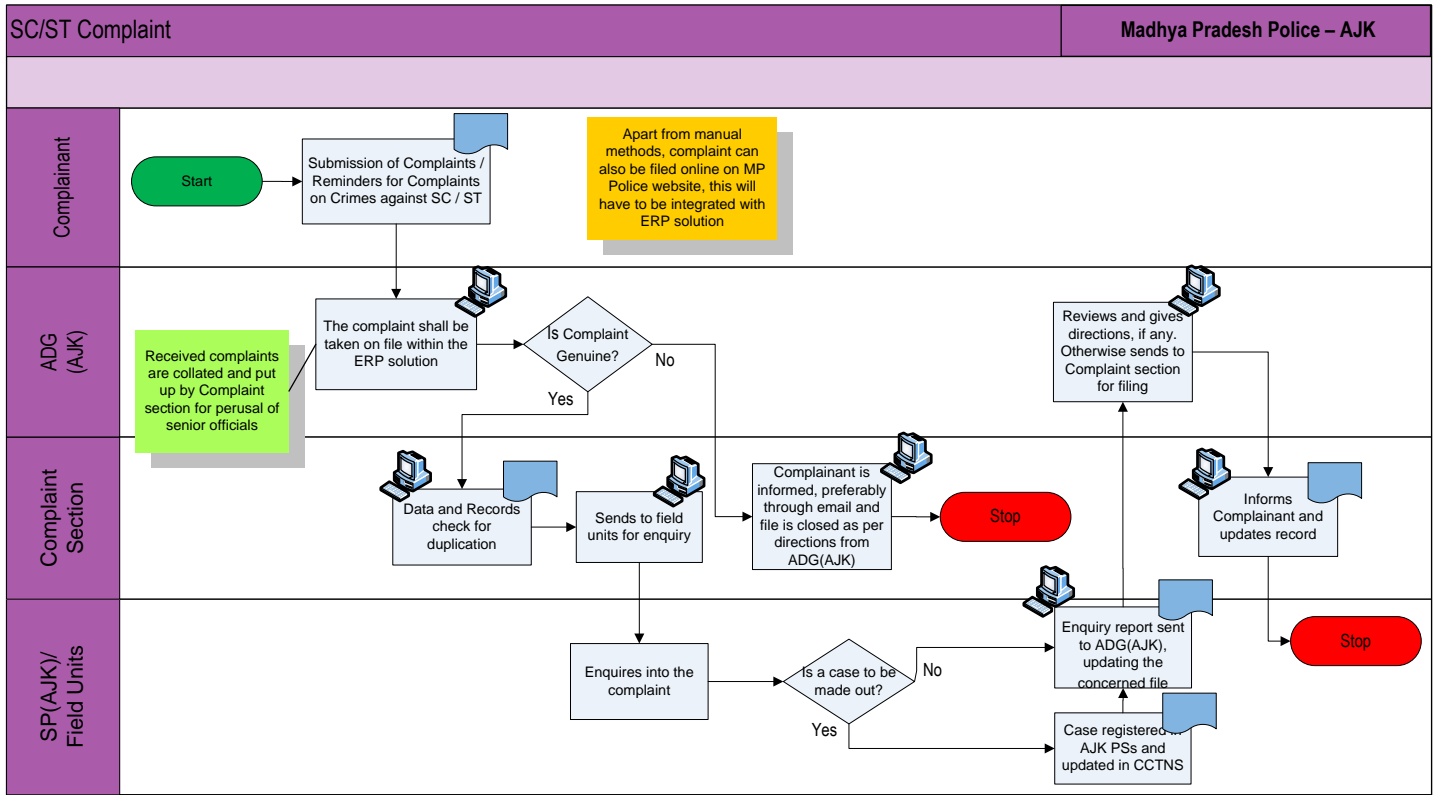 SC/ST Complaint
Madhya Pradesh Police – AJK
Complainant
Start
Submission of Complaints /
Reminders for Complaints
on Crimes against SC / ST
Apart from manual
methods, complaint can
also be filed online on MP
Police website, this will
have to be integrated with
ERP solution
ADG
(AJK)
Received complaints
are collated and put
up by Complaint
section for perusal of
senior officials
The complaint shall be
taken on file within the
ERP solution
Is Complaint
Genuine?
No
Yes
Reviews and gives
directions, if any.
Otherwise sends to
Complaint section
for filing
Complaint
Section
Data and Records
check for
duplication
Sends to field
units for enquiry
Complainant is
informed, preferably
through email and
file is closed as per
directions from
ADG(AJK)
Stop
Informs
Complainant and
updates record
SP(AJK)/
Field Units
Enquires into the
complaint
Is a case to be
made out?
No
Yes
Enquiry report sent
to ADG(AJK),
updating the
concerned file
Case registered in
AJK PSs and
updated in CCTNS
Stop